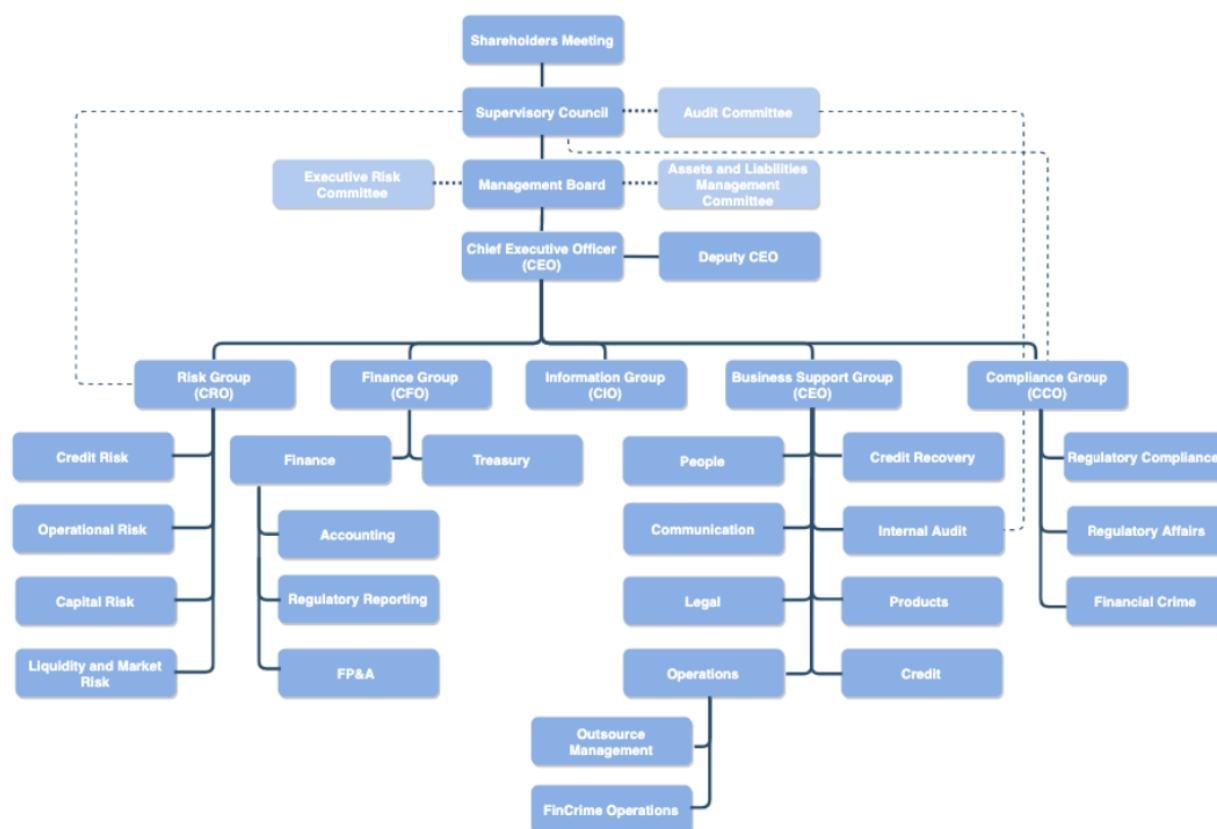 Shareholders Meeting
Supervisory Council
Audit Committee
Executive Risk
Committee
Management Board
Assets and Liabilities
Management
Committee
Chief Executive Officer
(CEO)
Deputy CEO
Risk Group
(CRO)
Finance Group
(CFO)
Information Group
(CIO)
Business Support Group
(CEO)
Compliance Group
(CCO)
Credit Risk
Finance
Treasury
People
Credit Recovery
Regulatory Compliance
Operational Risk
Accounting
Communication
Internal Audit
Regulatory Affairs
Capital Risk
Regulatory Reporting
Legal
Products
Financial Crime
Liquidity and Market
Risk
FP&A
Operations
Credit
Outsource
Management
FinCrime Operations